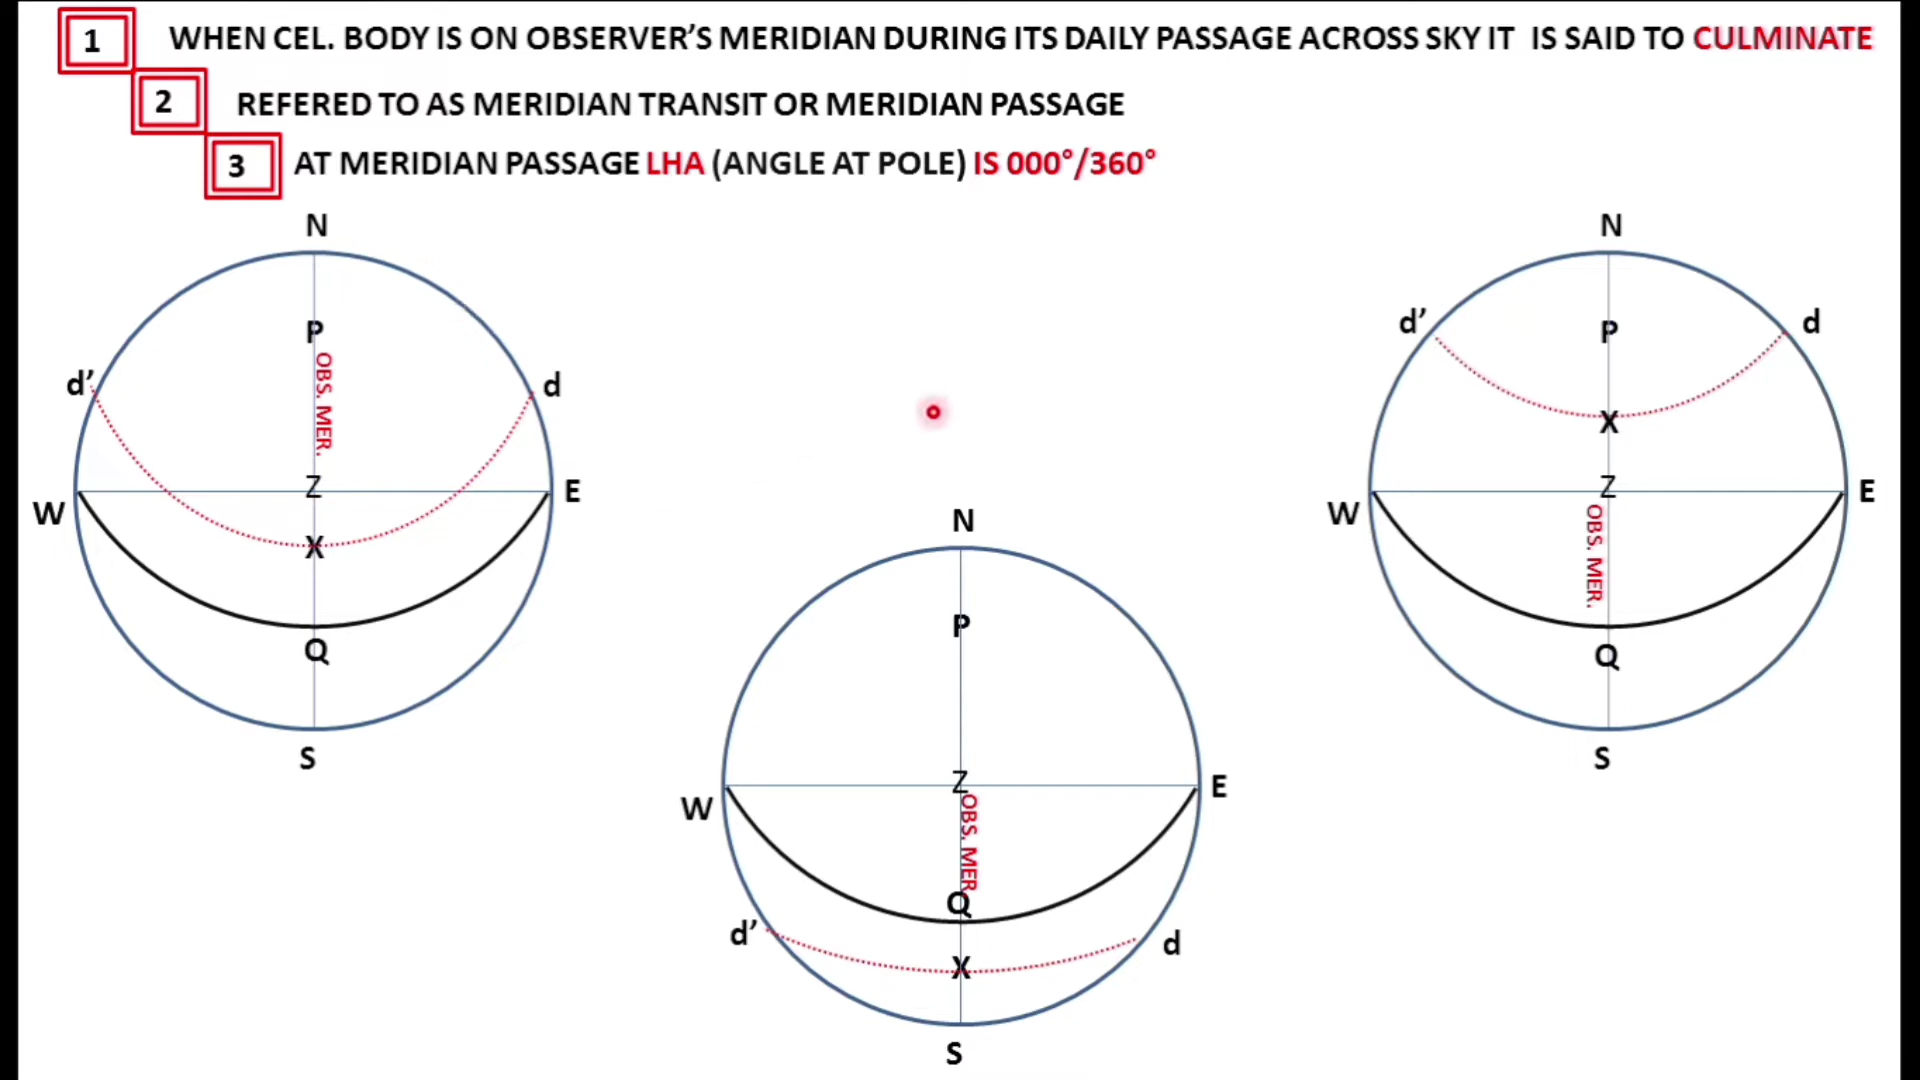 1 WHEN CEL. BODY IS ON OBSERVER’S MERIDIAN DURING ITS DAILY PASSAGE ACROSS SKY IT IS SAID TO CULMINATE
2 REFERED TO AS MERIDIAN TRANSIT OR MERIDIAN PASSAGE
3 AT MERIDIAN PASSAGE LHA (ANGLE AT POLE) IS 000°/360°
N
P
OBS. MER.
d’
d
Z
W
E
X
Q
S
N
P
Z
W
E
OBS. MER
Q
d’
d
X
S
N
d’
d
P
X
Z
W
E
OBS. MER.
Q
S